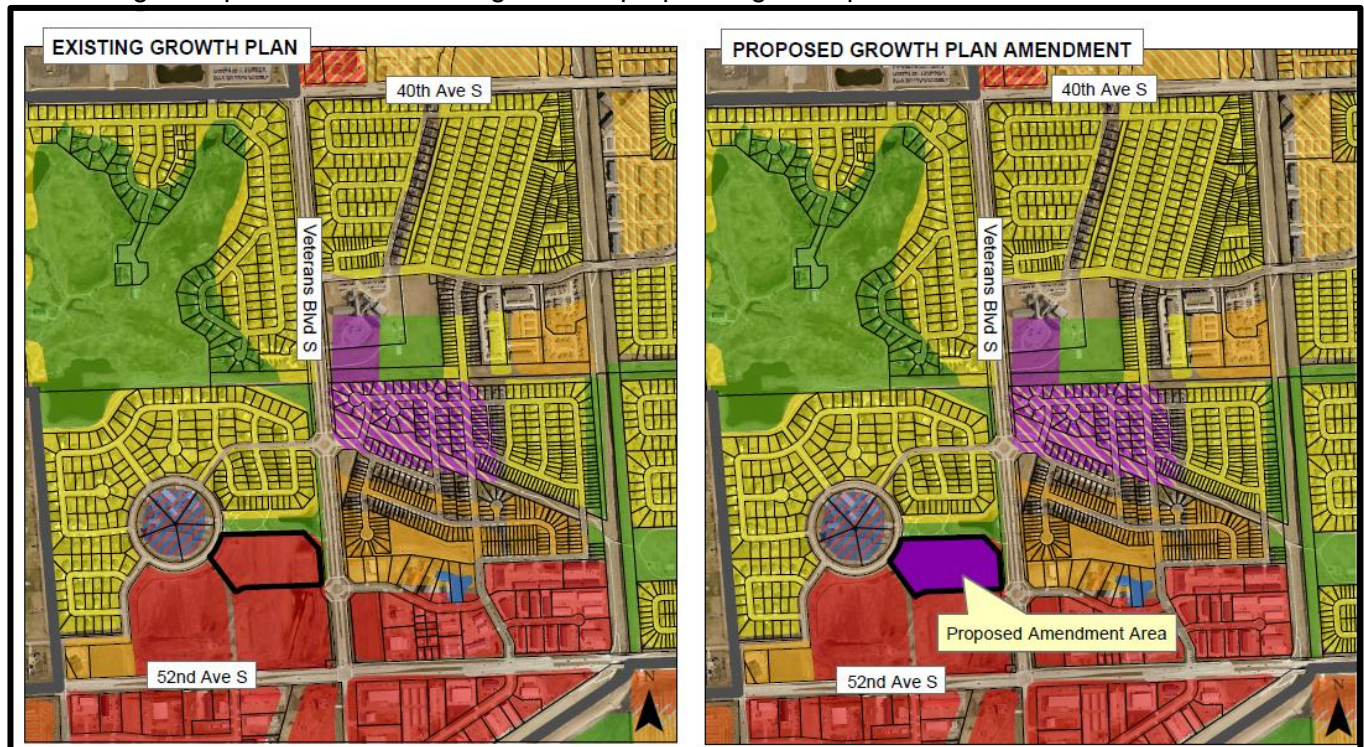 EXISTING GROWTH PLAN
40th Ave S
Veterans Blvd S
52nd Ave S
N
PROPOSED GROWTH PLAN AMENDMENT
40th Ave S
Veterans Blvd S
Proposed Amendment Area
52nd Ave S
N